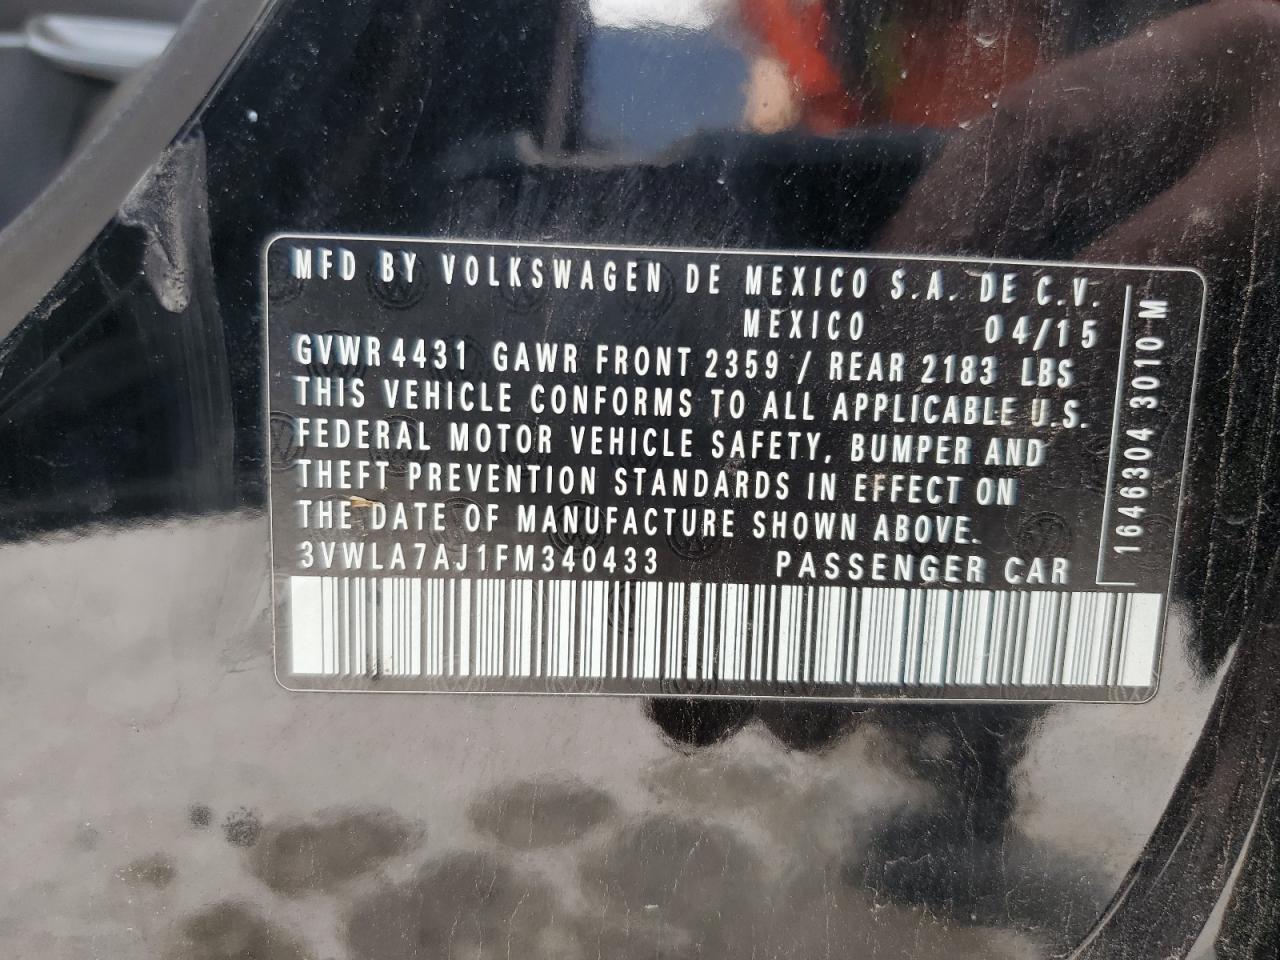 MFD BY VOLKSWAGEN DE MEXICO S.A. DE C.V.
MEXICO 04/15
GVWR 4431 GAWR FRONT 2359 / REAR 2183 LBS
THIS VEHICLE CONFORMS TO ALL APPLICABLE U.S.
FEDERAL MOTOR VEHICLE SAFETY, BUMPER AND
THEFT PREVENTION STANDARDS IN EFFECT ON
THE DATE OF MANUFACTURE SHOWN ABOVE.
3VWLA7AJ1FM340433 PASSENGER CAR
1646304 3010 M